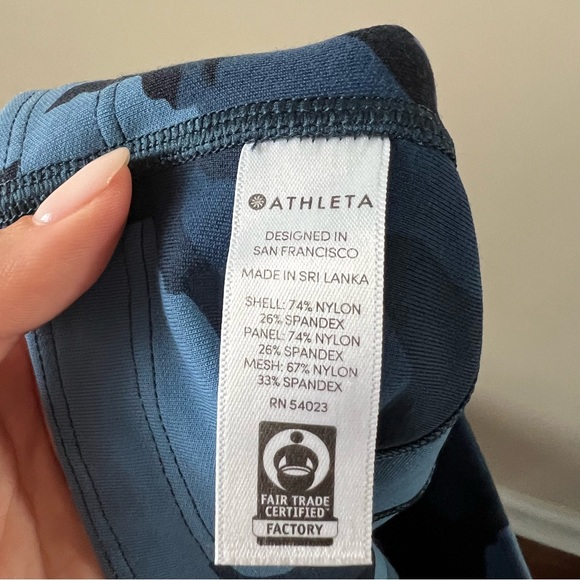 ATHLETA
DESIGNED IN
SAN FRANCISCO
MADE IN SRI LANKA
SHELL: 74% NYLON
26% SPANDEX
PANEL: 74% NYLON
26% SPANDEX
MESH: 67% NYLON
33% SPANDEX
RN 54023
FAIR TRADE
CERTIFIED™
FACTORY